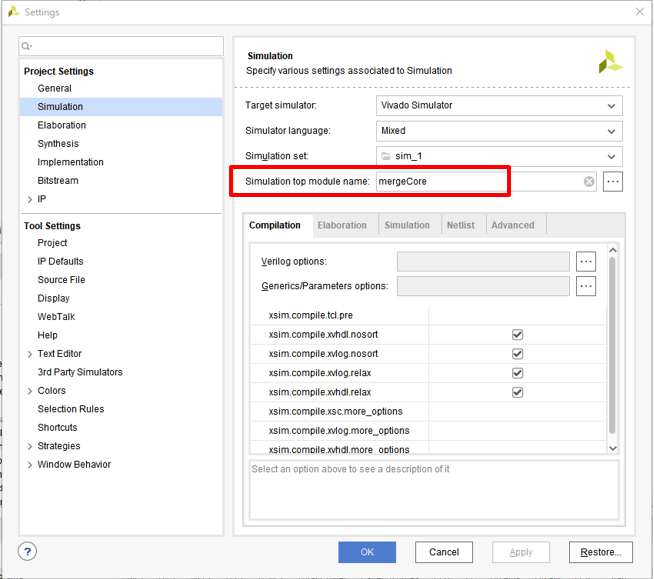 Settings
Project Settings
General
Simulation
Elaboration
Synthesis
Implementation
Bitstream
IP
Tool Settings
Project
IP Defaults
Source File
Display
WebTalk
Help
Text Editor
3rd Party Simulators
Colors
Selection Rules
Shortcuts
Strategies
Window Behavior
Simulation
Specify various settings associated to Simulation
Target simulator: Vivado Simulator
Simulator language: Mixed
Simulation set: sim_1
Simulation top module name: mergeCore
Compilation Elaboration Simulation Netlist Advanced
Verilog options:
Generics/Parameters options:
xsim.compile.tcl.pre
xsim.compile.xvhdl.nosort
xsim.compile.xvlog.nosort
xsim.compile.xvlog.relax
xsim.compile.xvhdl.relax
xsim.compile.xsc.more_options
xsim.compile.xvlog.more_options
xsim.compile.xvhdl.more_options
Select an option above to see a description of it
? OK Cancel Apply Restore...